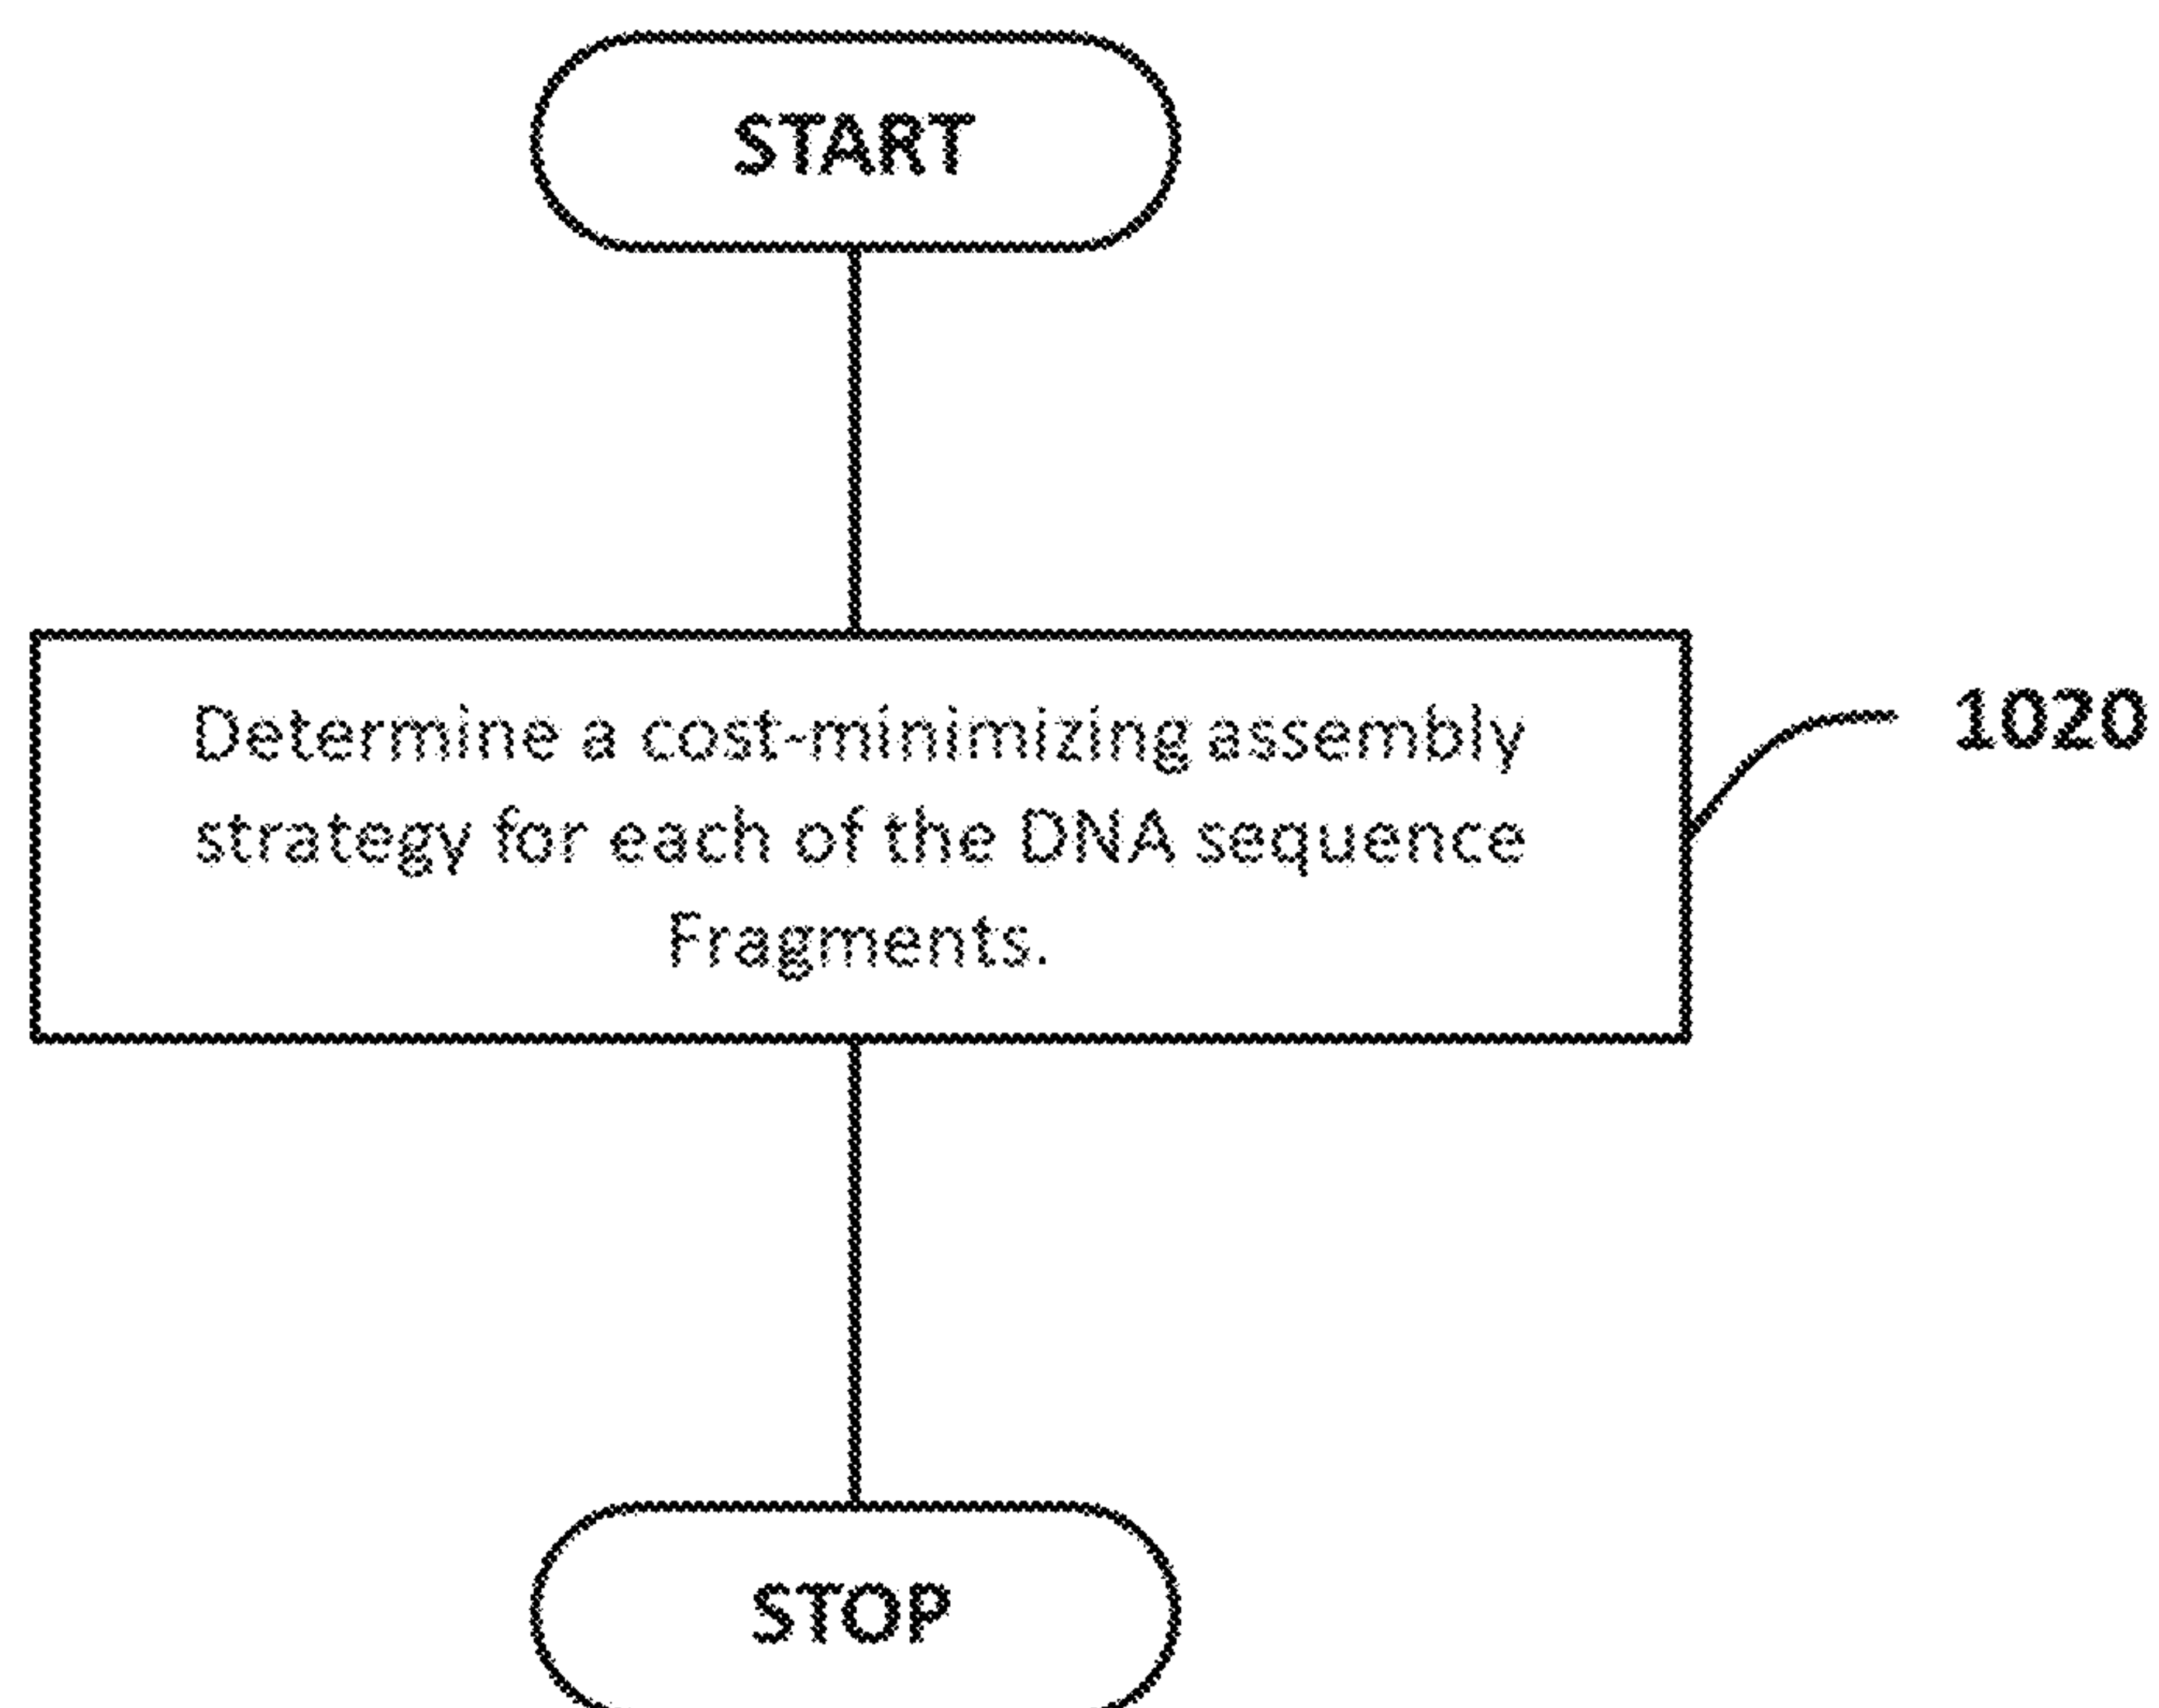 START
Determine a cost-minimizing assembly
strategy for each of the DNA sequence
Fragments.
1020
STOP